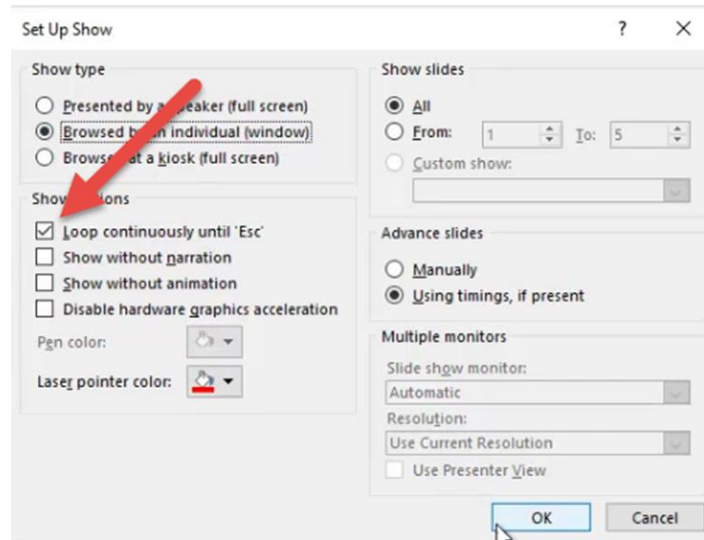 Set Up Show
Show type
Presented by a speaker (full screen)
Browsed by an individual (window)
Browsed at a kiosk (full screen)
Show options
Loop continuously until 'Esc'
Show without narration
Show without animation
Disable hardware graphics acceleration
Pen color:
Laser pointer color:
Show slides
All
From: 1 To: 5
Custom show:
Advance slides
Manually
Using timings, if present
Multiple monitors
Slide show monitor:
Automatic
Resolution:
Use Current Resolution
Use Presenter View
OK Cancel